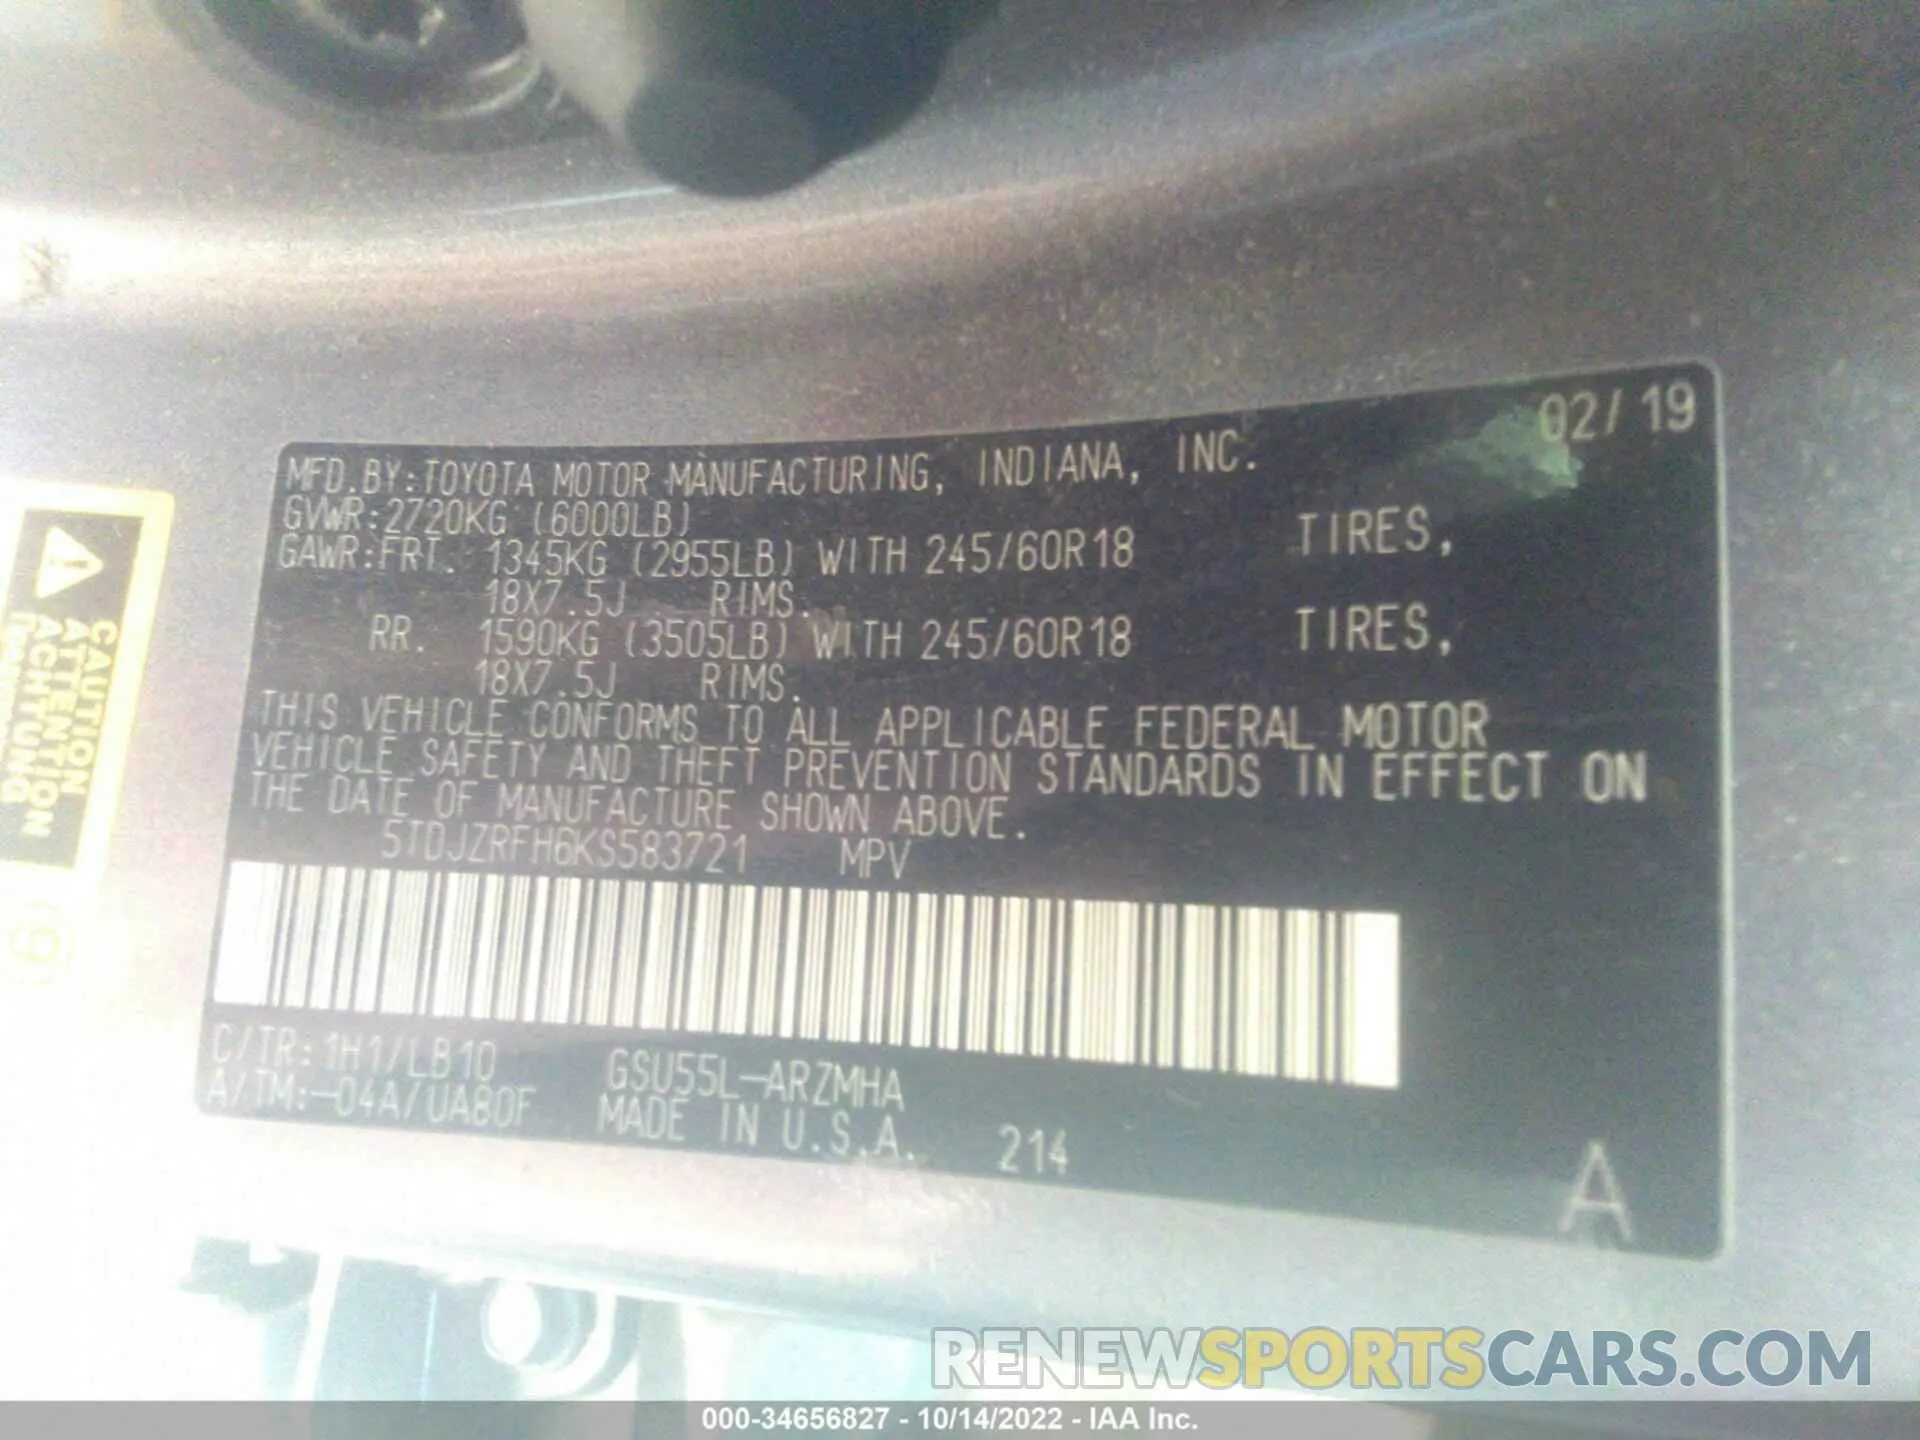 02/19
MFD.BY:TOYOTA MOTOR MANUFACTURING, INDIANA, INC.
GVWR:2720KG (6000LB)
GAWR:FRT. 1345KG (2955LB) WITH 245/60R18 TIRES,
18X7.5J RIMS.
RR. 1590KG (3505LB) WITH 245/60R18 TIRES,
18X7.5J RIMS.
THIS VEHICLE CONFORMS TO ALL APPLICABLE FEDERAL MOTOR
VEHICLE SAFETY AND THEFT PREVENTION STANDARDS IN EFFECT ON
THE DATE OF MANUFACTURE SHOWN ABOVE.
5TDJZRFH6KS583721 MPV
C/TR:1H1/LB10 GSU55L-ARZMHA
A/TM:-04A/UA80F MADE IN U.S.A. 214
A
CAUTION
ATTENTION
ACHTUNG
RENEWSPORTSCARS.COM
000-34656827 - 10/14/2022 - IAA Inc.